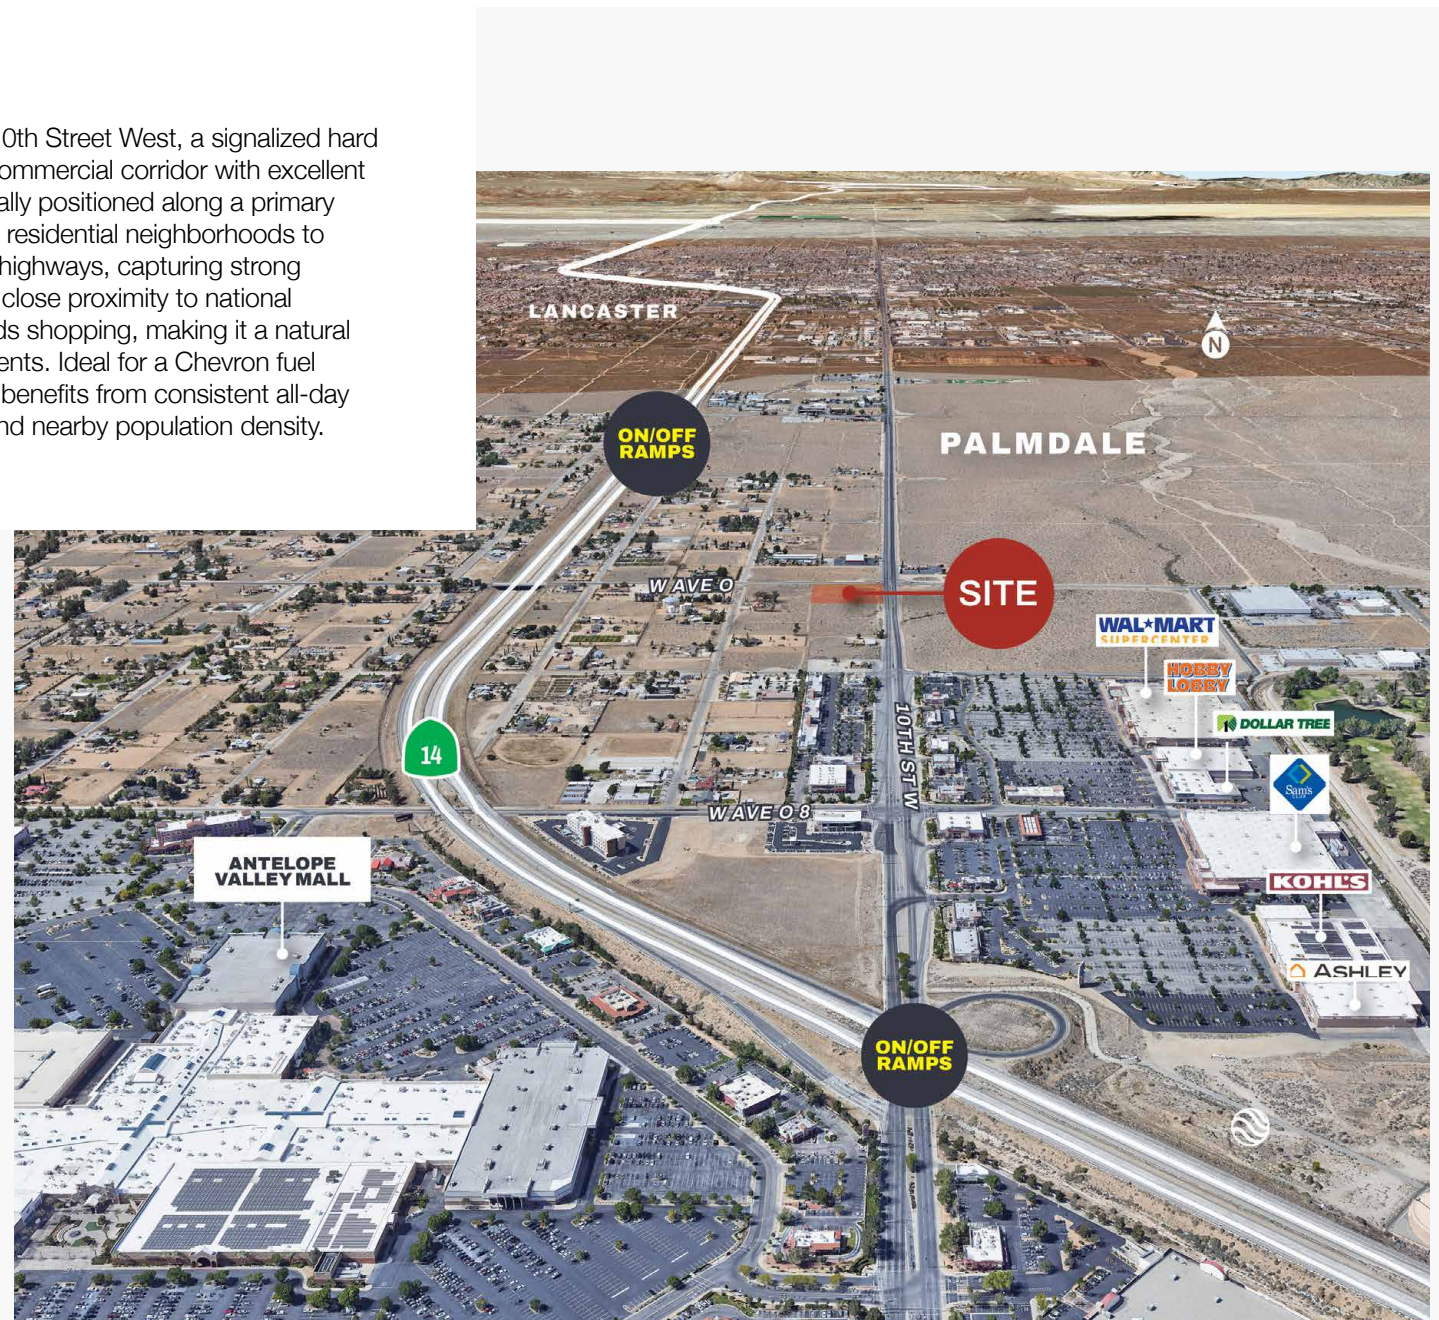 0th Street West, a signalized hard
ommercial corridor with excellent
ally positioned along a primary
residential neighborhoods to
highways, capturing strong
close proximity to national
ds shopping, making it a natural
ents. Ideal for a Chevron fuel
benefits from consistent all-day
nd nearby population density.
LANCASTER
N
ON/OFF
RAMPS
PALMDALE
W AVE O
SITE
WAL★MART
SUPERCENTER
HOBBY
LOBBY
10TH ST W
DOLLAR TREE
14
Sam's
CLUB
W AVE O 8
ANTELOPE
VALLEY MALL
KOHL'S
ASHLEY
ON/OFF
RAMPS